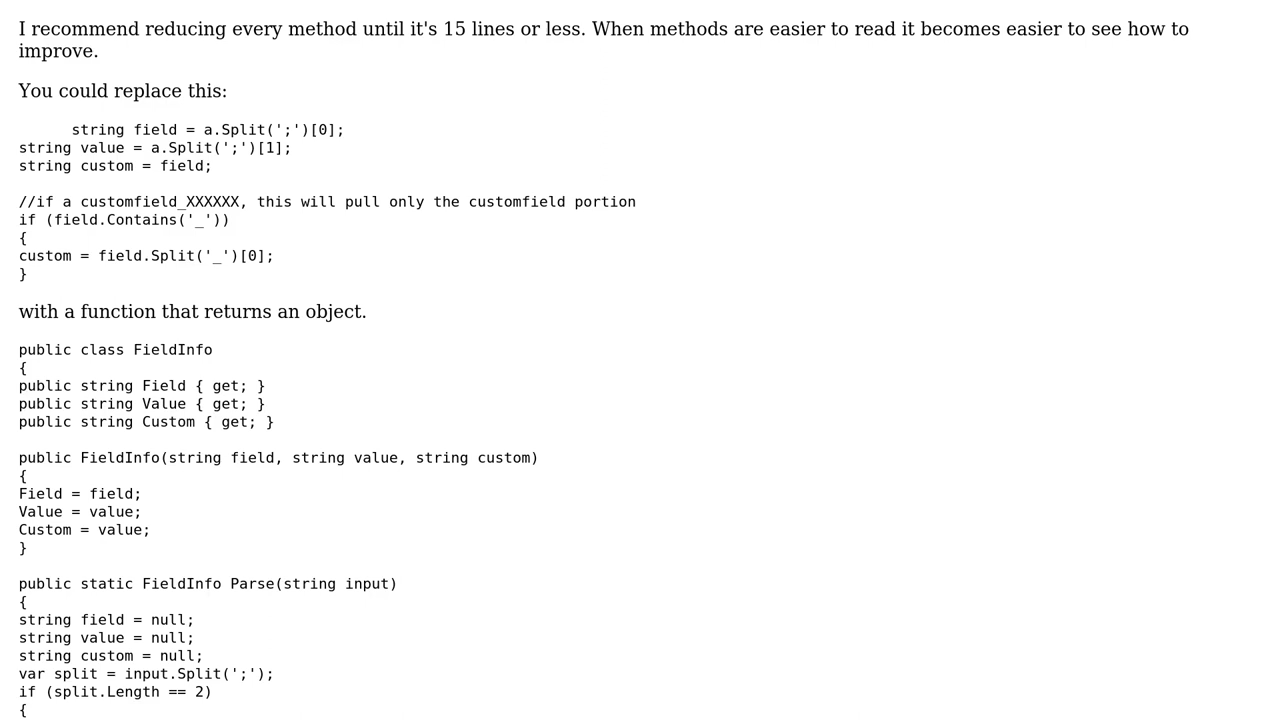 I recommend reducing every method until it's 15 lines or less. When methods are easier to read it becomes easier to see how to
improve.
You could replace this:
string field = a.Split(';')[0];
string value = a.Split(';')[1];
string custom = field;
//if a customfield_XXXXXX, this will pull only the customfield portion
if (field.Contains('_'))
{
custom = field.Split('_')[0];
}
with a function that returns an object.
public class FieldInfo
{
public string Field { get; }
public string Value { get; }
public string Custom { get; }
public FieldInfo(string field, string value, string custom)
{
Field = field;
Value = value;
Custom = value;
}
public static FieldInfo Parse(string input)
{
string field = null;
string value = null;
string custom = null;
var split = input.Split(';');
if (split.Length == 2)
{